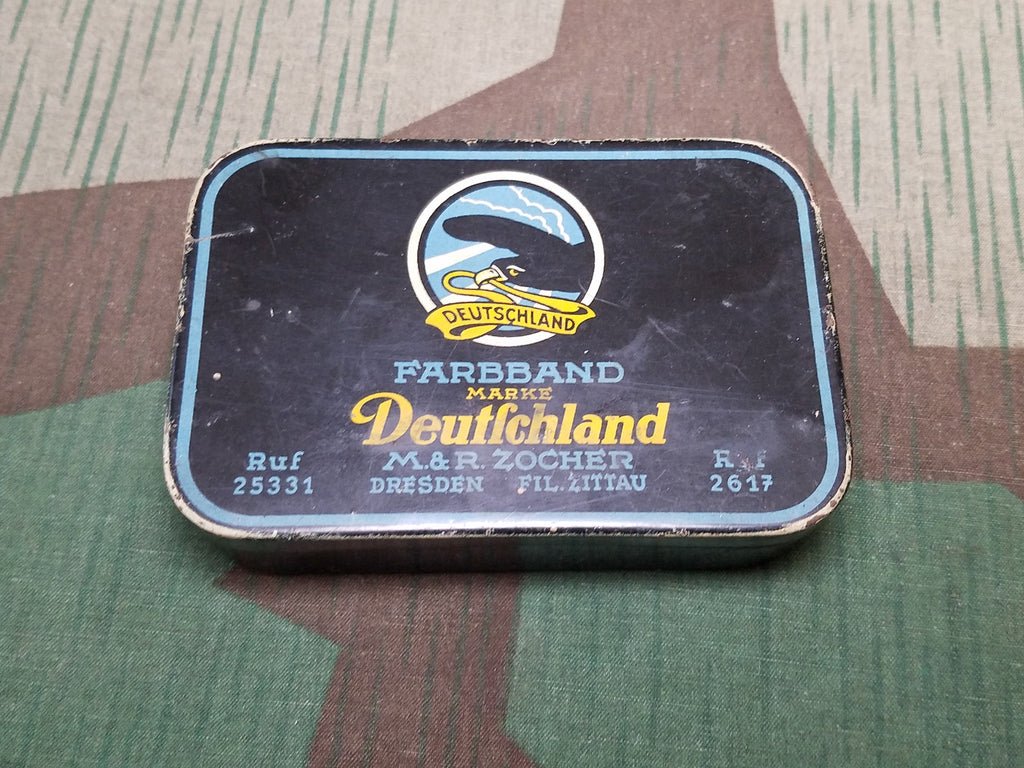 DEUTSCHLAND
FARBBAND
MARKE
Deutſchland
M.&R. ZOCHER
DRESDEN FIL. ZITTAU
Ruf
25331
2617